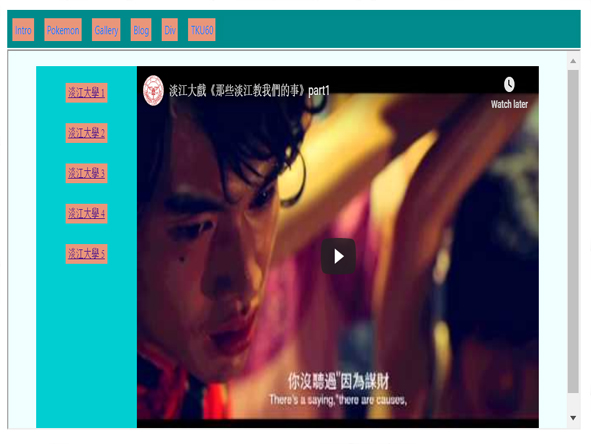 Intro Pokemon Gallery Blog Div TKU60
淡江大學 1
淡江大學 2
淡江大學 3
淡江大學 4
淡江大學 5
淡江大戲《那些淡江教我們的事》part1
Watch later
你沒聽過"因為謀財
There's a saying,"there are causes,